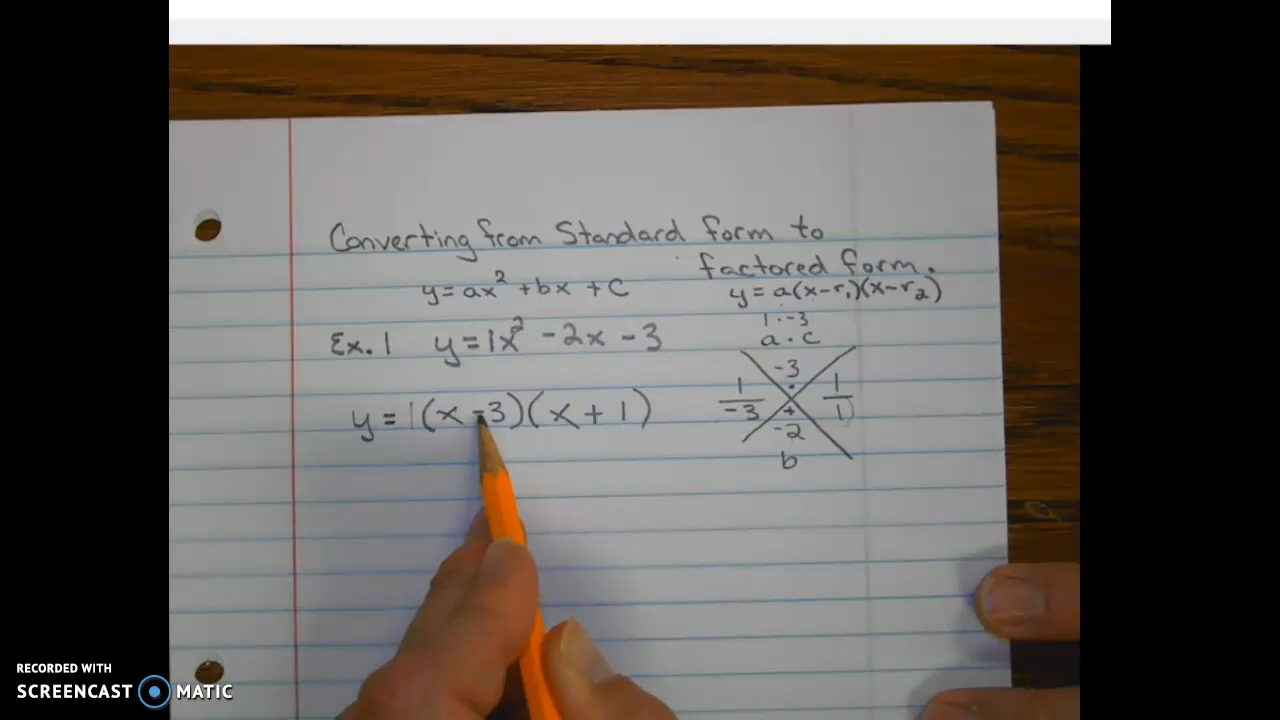 Converting from Standard form to
factored form.
y=ax²+bx+c
y=a(x-r₁)(x-r₂)
Ex. 1 y=1x²-2x-3
y=1(x-3)(x+1)
1·-3
a·c
-3
1
-3
·
+
1
1
-2
b
RECORDED WITH
SCREENCAST MATIC